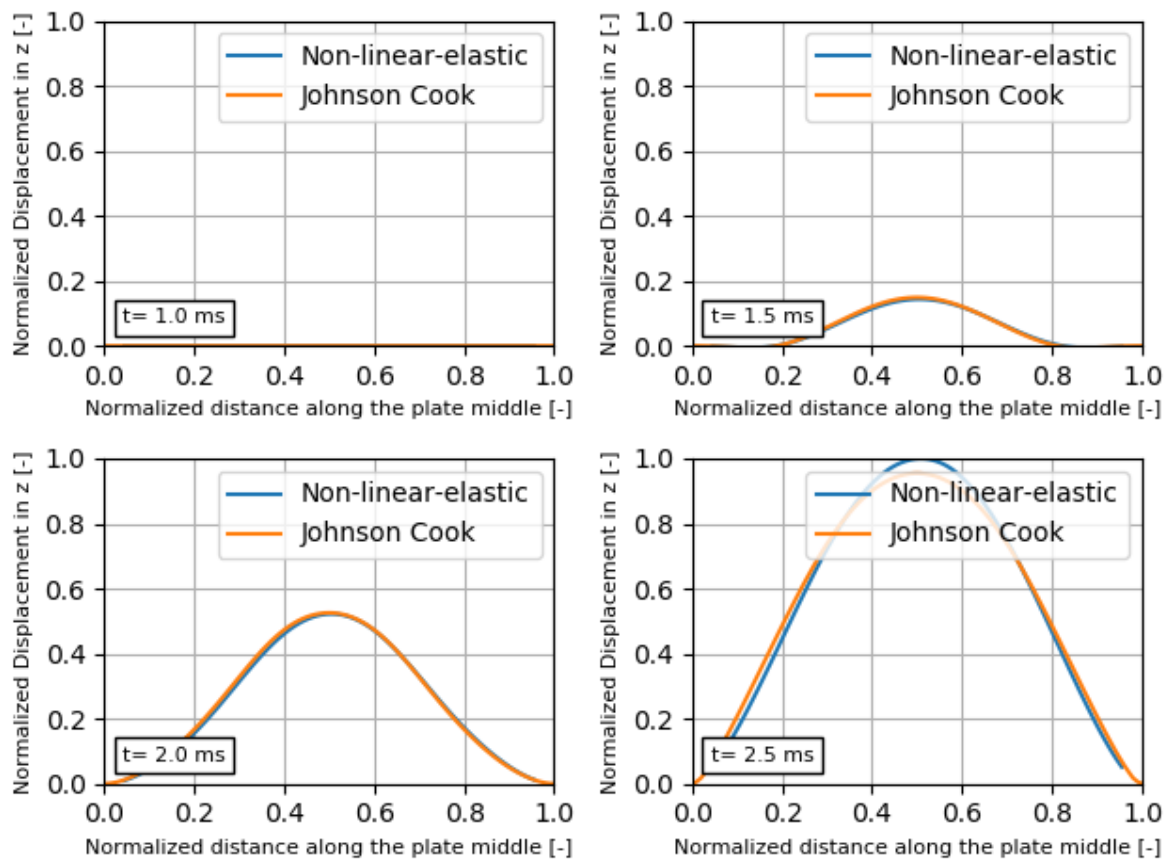 Normalized Displacement in z [-]
1.0
0.8
0.6
0.4
0.2
0.0
Non-linear-elastic
Johnson Cook
t= 1.0 ms
0.0 0.2 0.4 0.6 0.8 1.0
Normalized distance along the plate middle [-]
Normalized Displacement in z [-]
1.0
0.8
0.6
0.4
0.2
0.0
Non-linear-elastic
Johnson Cook
t= 1.5 ms
0.0 0.2 0.4 0.6 0.8 1.0
Normalized distance along the plate middle [-]
Normalized Displacement in z [-]
1.0
0.8
0.6
0.4
0.2
0.0
Non-linear-elastic
Johnson Cook
t= 2.0 ms
0.0 0.2 0.4 0.6 0.8 1.0
Normalized distance along the plate middle [-]
Normalized Displacement in z [-]
1.0
0.8
0.6
0.4
0.2
0.0
Non-linear-elastic
Johnson Cook
t= 2.5 ms
0.0 0.2 0.4 0.6 0.8 1.0
Normalized distance along the plate middle [-]